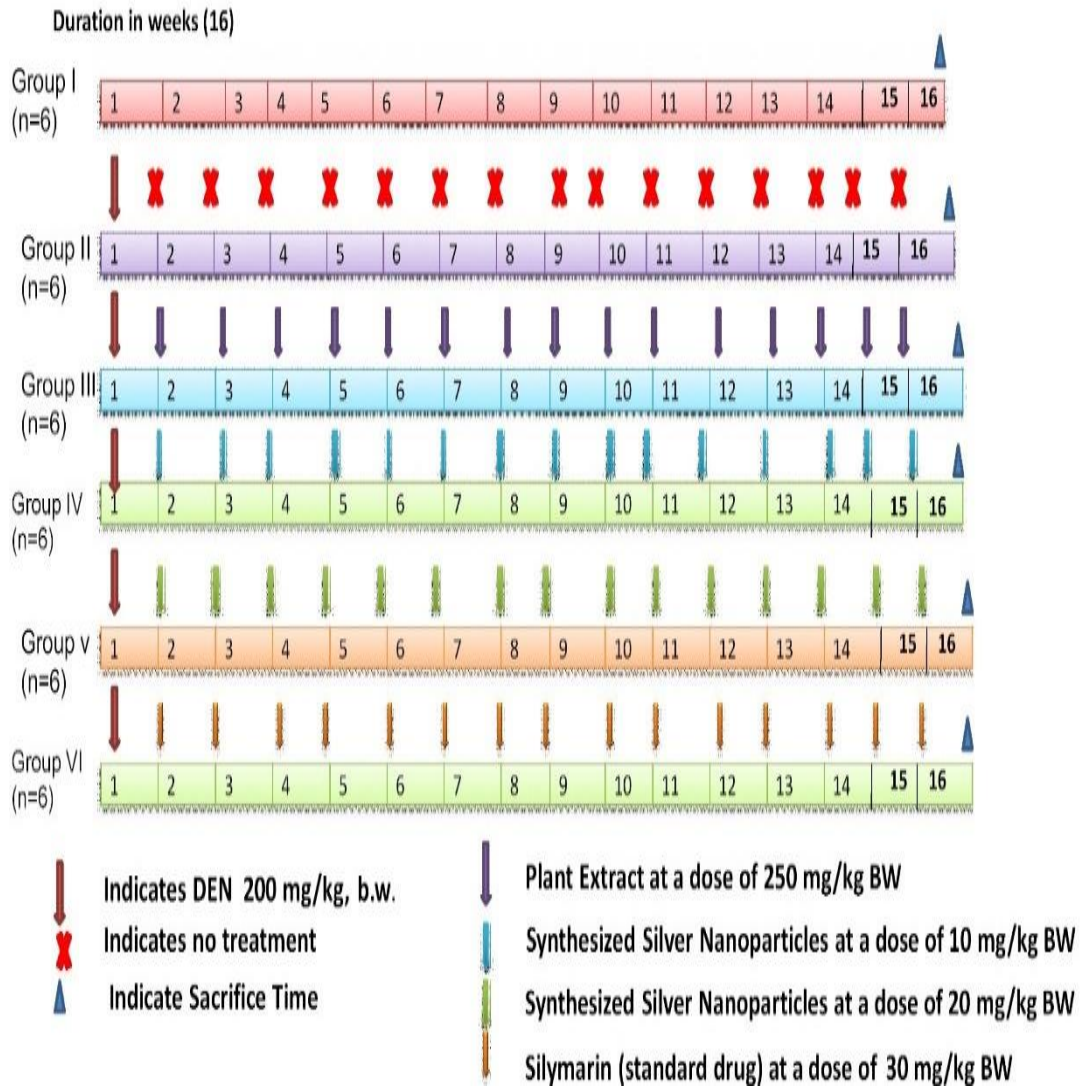 Duration in weeks (16)
Group I
(n=6)
1 2 3 4 5 6 7 8 9 10 11 12 13 14 15 16
Group II
(n=6)
1 2 3 4 5 6 7 8 9 10 11 12 13 14 15 16
Group III
(n=6)
1 2 3 4 5 6 7 8 9 10 11 12 13 14 15 16
Group IV
(n=6)
1 2 3 4 5 6 7 8 9 10 11 12 13 14 15 16
Group v
(n=6)
1 2 3 4 5 6 7 8 9 10 11 12 13 14 15 16
Group VI
(n=6)
1 2 3 4 5 6 7 8 9 10 11 12 13 14 15 16
Indicates DEN 200 mg/kg, b.w.
Indicates no treatment
Indicate Sacrifice Time
Plant Extract at a dose of 250 mg/kg BW
Synthesized Silver Nanoparticles at a dose of 10 mg/kg BW
Synthesized Silver Nanoparticles at a dose of 20 mg/kg BW
Silymarin (standard drug) at a dose of 30 mg/kg BW